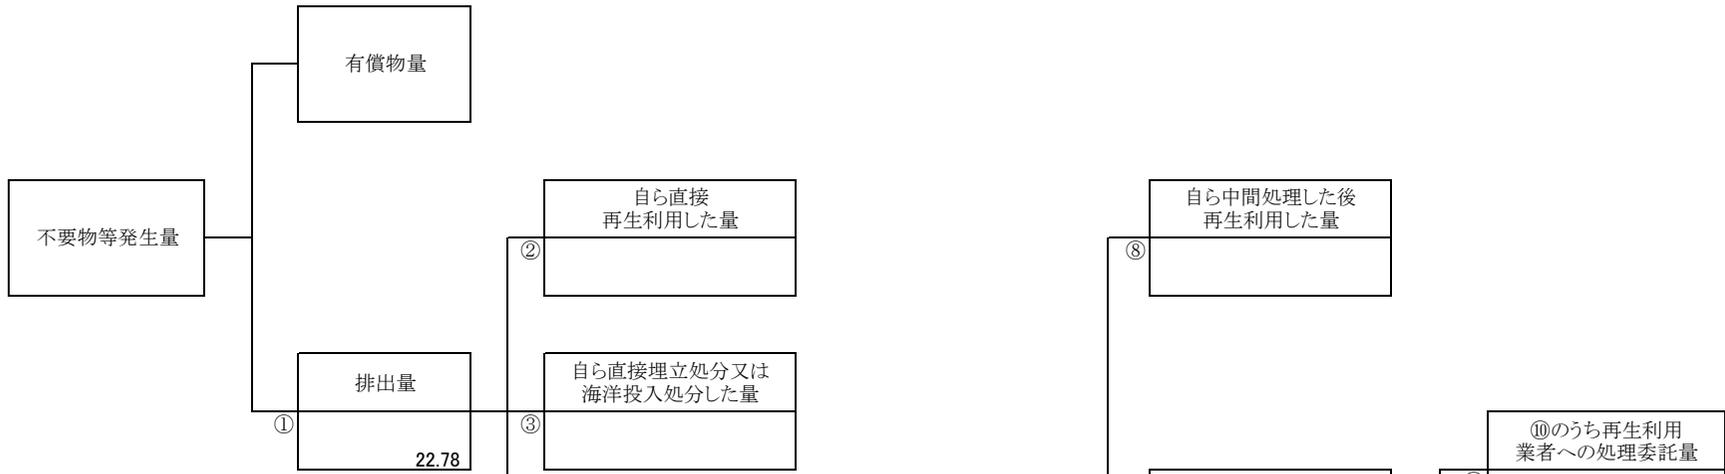 有償物量
不要物等発生量
自ら直接
再生利用した量
②
自ら中間処理した後
再生利用した量
⑧
排出量
①
22.78
自ら直接埋立処分又は
海洋投入処分した量
③
⑩のうち再生利用
業者への処理委託量